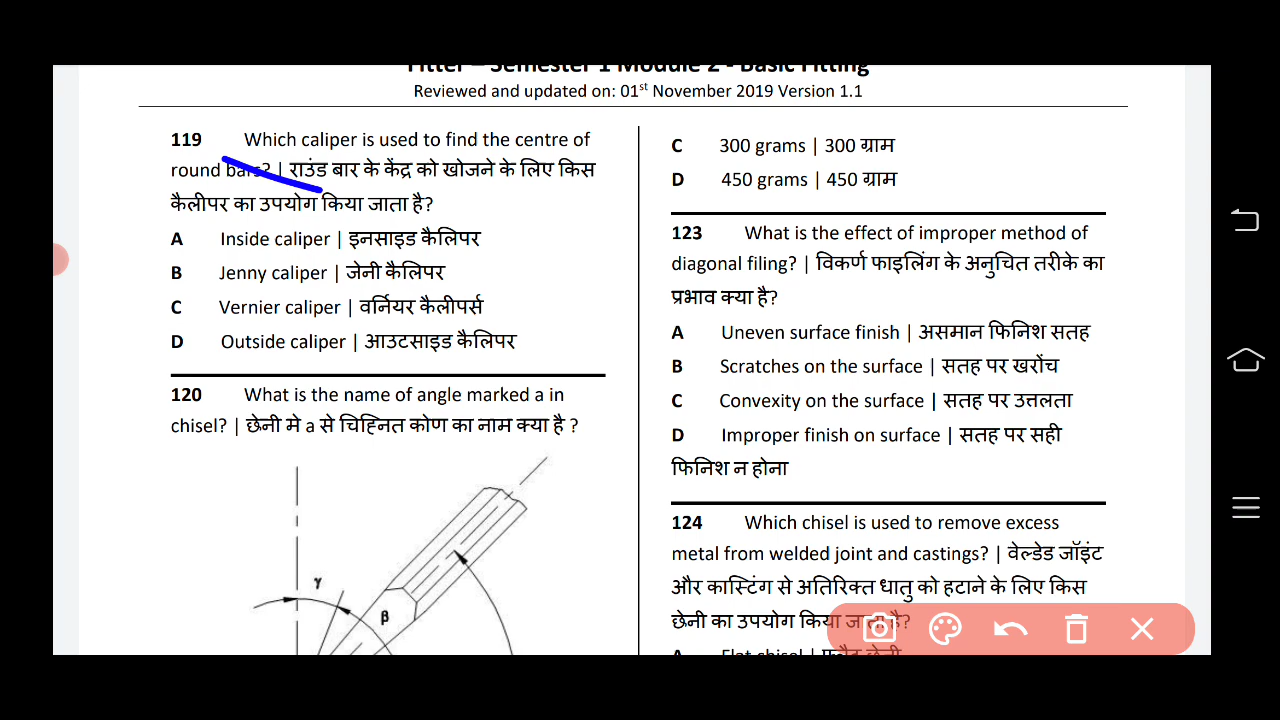 Fitter – Semester 1 Module 2 - Basic Fitting
Reviewed and updated on: 01st November 2019 Version 1.1
119 Which caliper is used to find the centre of
round bars? | राउंड बार के केंद्र को खोजने के लिए किस
कैलीपर का उपयोग किया जाता है?
A Inside caliper | इनसाइड कैलिपर
B Jenny caliper | जेनी कैलिपर
C Vernier caliper | वर्नियर कैलीपर्स
D Outside caliper | आउटसाइड कैलिपर
120 What is the name of angle marked a in
chisel? | छेनी मे a से चिह्नित कोण का नाम क्या है ?
γ
β
C 300 grams | 300 ग्राम
D 450 grams | 450 ग्राम
123 What is the effect of improper method of
diagonal filing? | विकर्ण फाइलिंग के अनुचित तरीके का
प्रभाव क्या है?
A Uneven surface finish | असमान फिनिश सतह
B Scratches on the surface | सतह पर खरोंच
C Convexity on the surface | सतह पर उत्तलता
D Improper finish on surface | सतह पर सही
फिनिश न होना
124 Which chisel is used to remove excess
metal from welded joint and castings? | वेल्डेड जॉइंट
और कास्टिंग से अतिरिक्त धातु को हटाने के लिए किस
छेनी का उपयोग किया जाता है?
A Flat chisel | फ्लैट छेनी